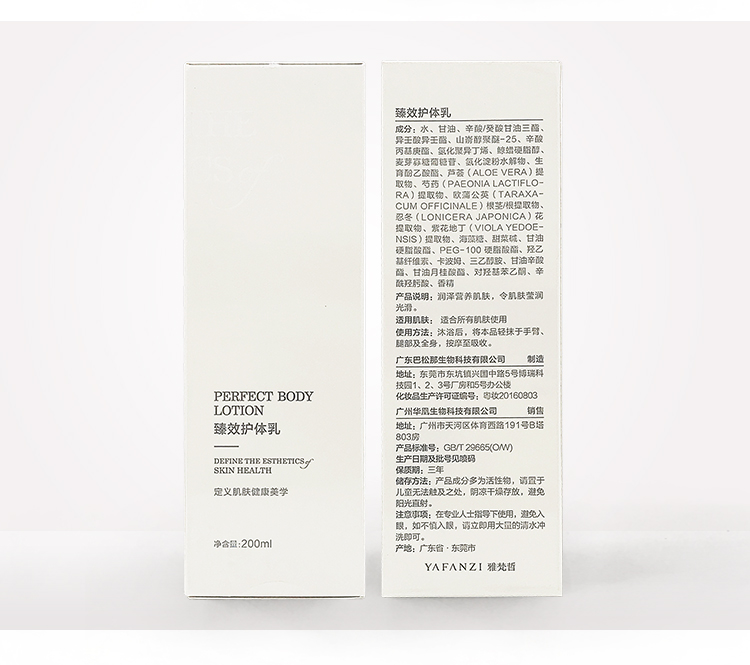 PERFECT BODY
LOTION
臻效护体乳
DEFINE THE ESTHETICS of
SKIN HEALTH
定义肌肤健康美学
净含量:200ml
臻效护体乳
成分：水、甘油、辛酸/癸酸甘油三酯、
异壬酸异壬酯、山嵛醇聚醚-25、辛酸
丙基庚酯、氢化聚异丁烯、鲸蜡硬脂醇、
麦芽寡糖葡糖苷、氢化淀粉水解物、生
育酚乙酸酯、芦荟（ALOE VERA）提
取物、芍药（PAEONIA LACTIFLO-
RA）提取物、欧蒲公英（TARAXA-
CUM OFFICINALE）根茎/根提取物、
忍冬（LONICERA JAPONICA）花
提取物、紫花地丁（VIOLA YEDOE-
NSIS）提取物、海藻糖、甜菜碱、甘油
硬脂酸酯、PEG-100 硬脂酸酯、羟乙
基纤维素、卡波姆、三乙醇胺、甘油辛酸
酯、甘油月桂酸酯、对羟基苯乙酮、辛
酰羟肟酸、香精
产品说明：润泽营养肌肤，令肌肤莹润
光滑。
适用肌肤： 适合所有肌肤使用
使用方法：沐浴后，将本品轻抹于手臂、
腿部及全身，按摩至吸收。
广东巴松那生物科技有限公司 制造
地址：东莞市东坑镇兴国中路5号博瑞科
技园1、2、3号厂房和5号办公楼
化妆品生产许可证编号：粤妆20160803
广州华凰生物科技有限公司 销售
地址：广州市天河区体育西路191号B塔
803房
产品标准号：GB/T 29665(O/W)
生产日期及批号见喷码
保质期：三年
储存方法：产品成分多为活性物，请置于
儿童无法触及之处，阴凉干燥存放，避免
阳光直射。
注意事项：在专业人士指导下使用，避免入
眼，如不慎入眼，请立即用大量的清水冲
洗即可。
产地：广东省·东莞市
YAFANZI 雅梵哲